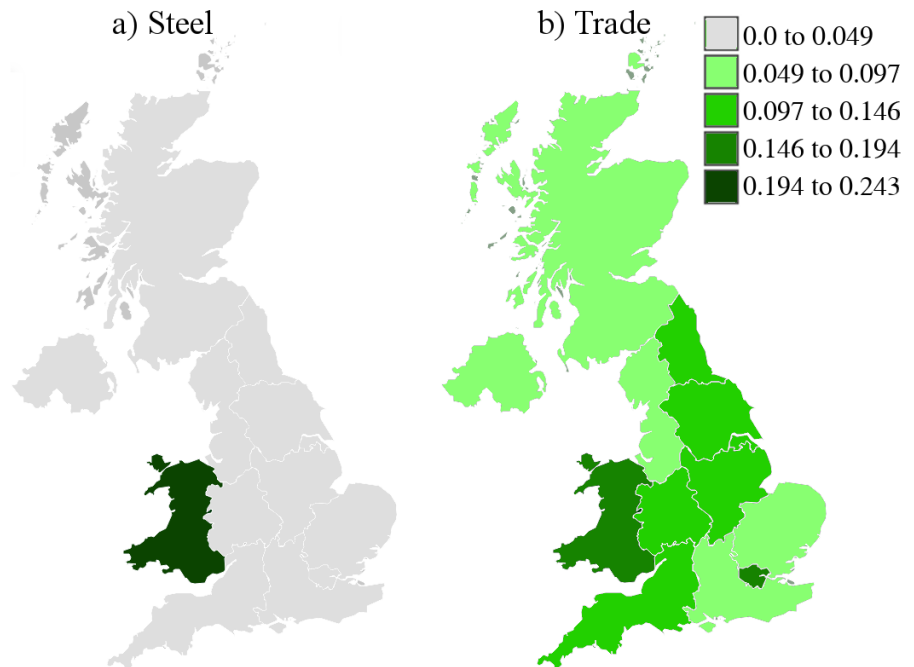 a) Steel
b) Trade
0.0 to 0.049
0.049 to 0.097
0.097 to 0.146
0.146 to 0.194
0.194 to 0.243